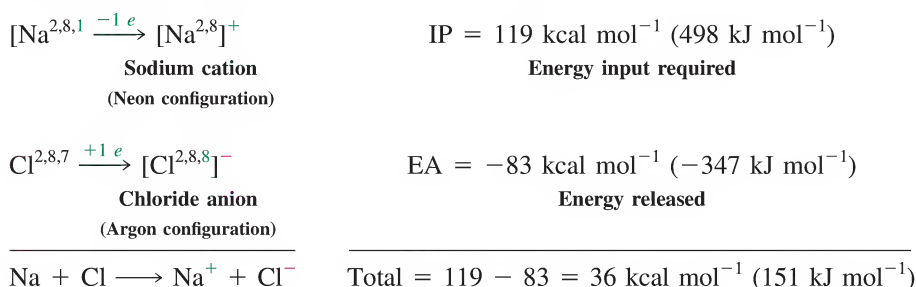 [Na²,⁸,¹ —−1 e→ [Na²,⁸]⁺ IP = 119 kcal mol⁻¹ (498 kJ mol⁻¹)
Sodium cation Energy input required
(Neon configuration)
Cl²,⁸,⁷ —+1 e→ [Cl²,⁸,⁸]⁻ EA = −83 kcal mol⁻¹ (−347 kJ mol⁻¹)
Chloride anion Energy released
(Argon configuration)
Na + Cl ⟶ Na⁺ + Cl⁻ Total = 119 − 83 = 36 kcal mol⁻¹ (151 kJ mol⁻¹)